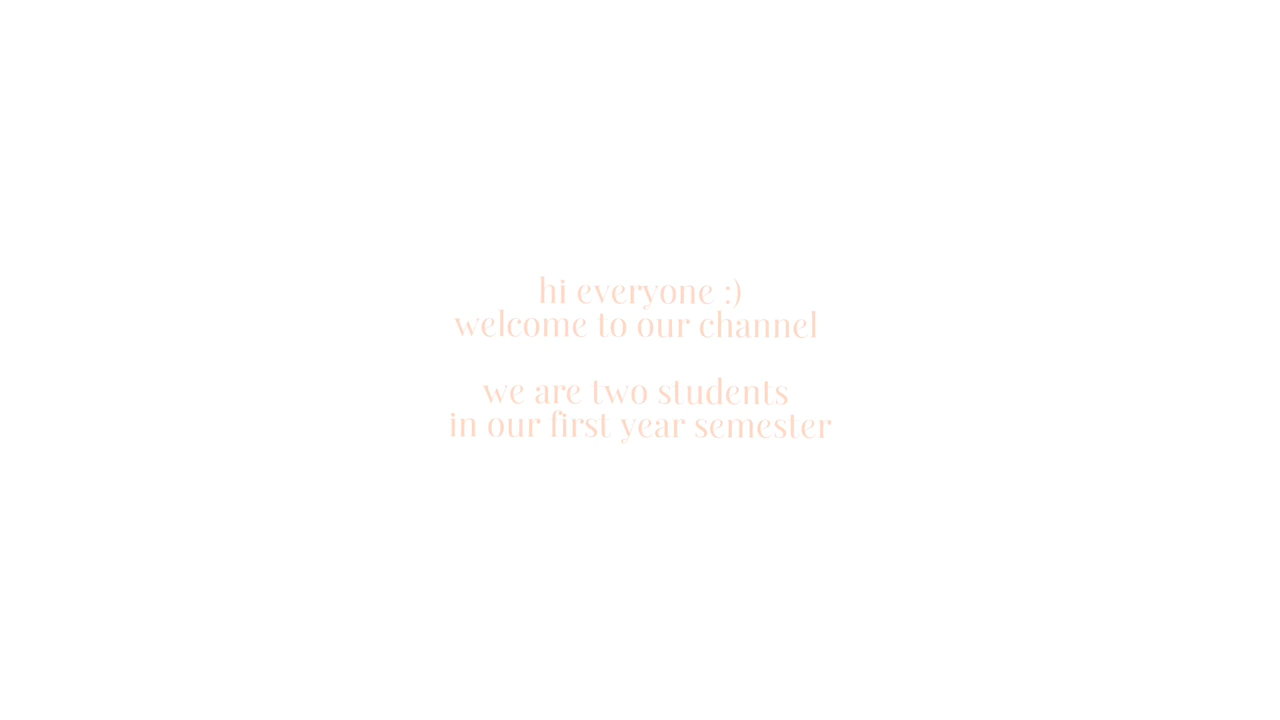 hi everyone :)
welcome to our channel
we are two students
in our first year semester